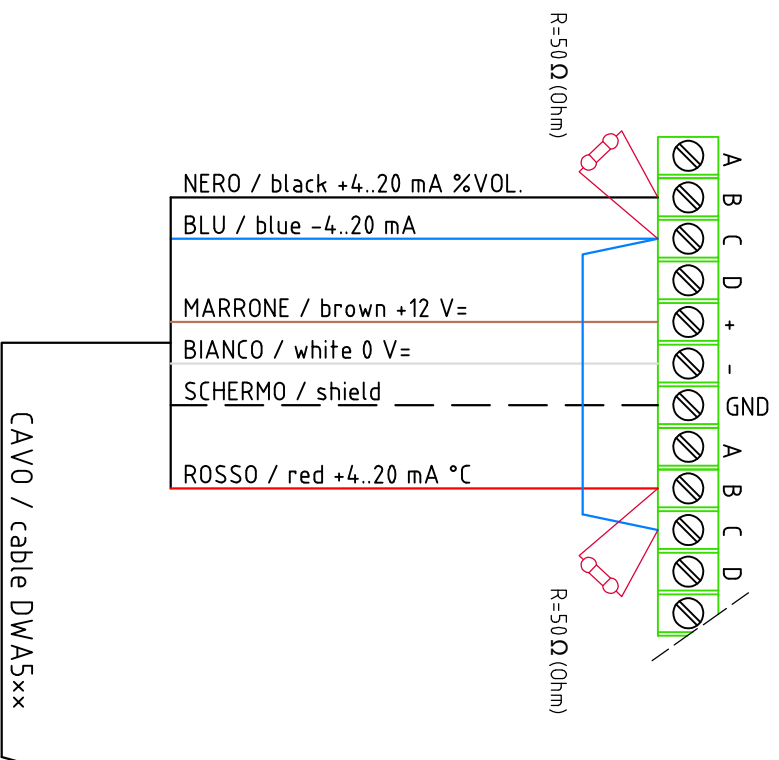 R=50Ω (Ohm)
A
NERO / black +4..20 mA %VOL.
B
BLU / blue -4..20 mA
C
D
MARRONE / brown +12 V=
+
BIANCO / white 0 V=
-
SCHERMO / shield
GND
A
ROSSO / red +4..20 mA °C
B
C
D
R=50Ω (Ohm)
CAVO / cable DWA5xx